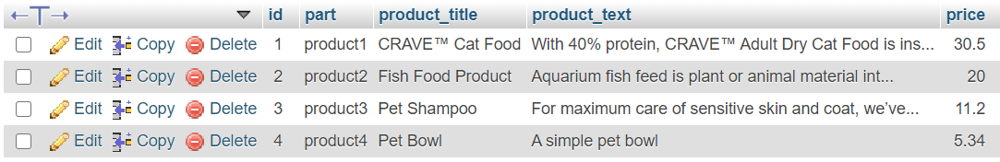 id part product_title product_text price
Edit Copy Delete 1 product1 CRAVE™ Cat Food With 40% protein, CRAVE™ Adult Dry Cat Food is ins... 30.5
Edit Copy Delete 2 product2 Fish Food Product Aquarium fish feed is plant or animal material int... 20
Edit Copy Delete 3 product3 Pet Shampoo For maximum care of sensitive skin and coat, we’ve... 11.2
Edit Copy Delete 4 product4 Pet Bowl A simple pet bowl 5.34